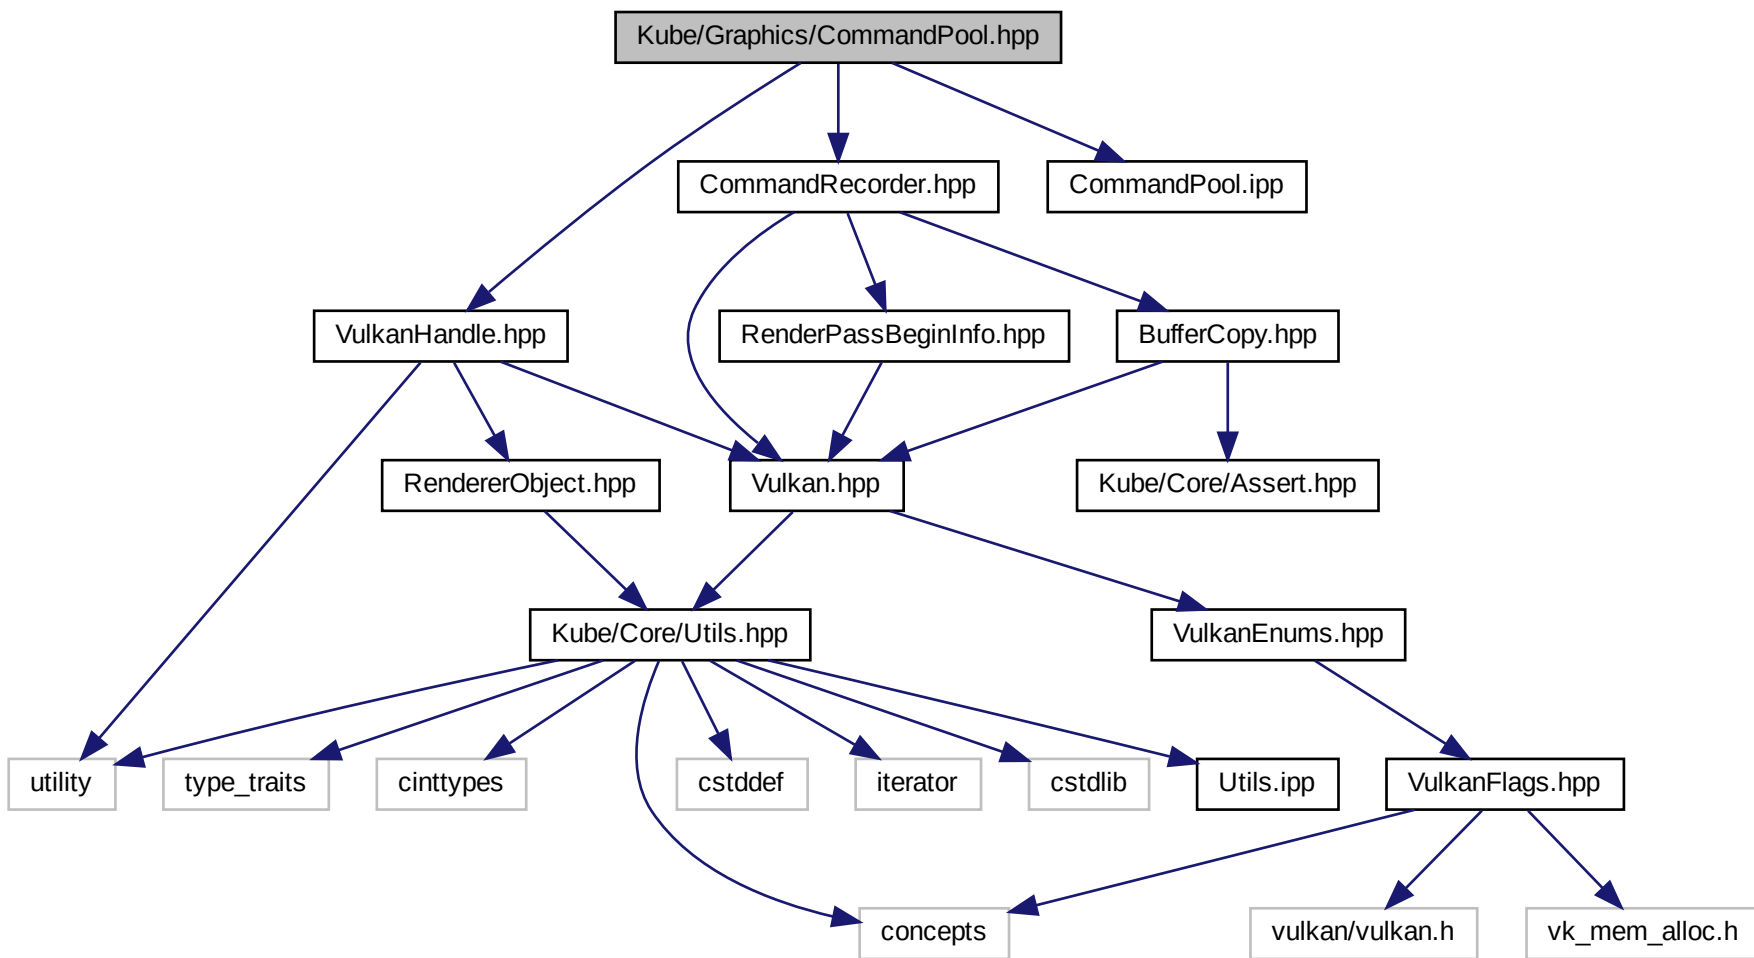 Kube/Graphics/CommandPool.hpp
CommandRecorder.hpp
CommandPool.ipp
VulkanHandle.hpp
RenderPassBeginInfo.hpp
BufferCopy.hpp
RendererObject.hpp
Vulkan.hpp
Kube/Core/Assert.hpp
Kube/Core/Utils.hpp
VulkanEnums.hpp
utility
type_traits
cinttypes
cstddef
iterator
cstdlib
Utils.ipp
VulkanFlags.hpp
concepts
vulkan/vulkan.h
vk_mem_alloc.h